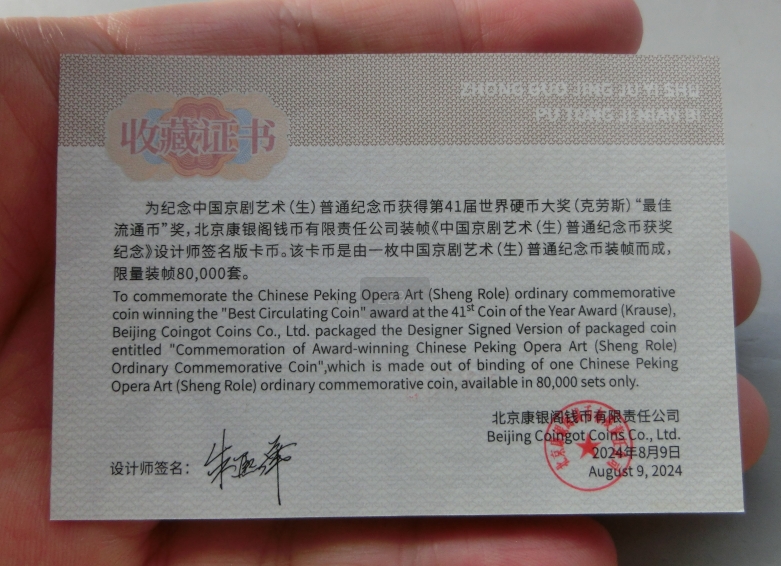 ZHONG GUO JING JU YI SHU
PU TONG JI NIAN BI
收藏证书
为纪念中国京剧艺术(生)普通纪念币获得第41届世界硬币大奖(克劳斯)“最佳
流通币”奖,北京康银阁钱币有限责任公司装帧《中国京剧艺术(生)普通纪念币获奖
纪念》设计师签名版卡币。该卡币是由一枚中国京剧艺术(生)普通纪念币装帧而成,
限量装帧80,000套。
To commemorate the Chinese Peking Opera Art (Sheng Role) ordinary commemorative
coin winning the "Best Circulating Coin" award at the 41st Coin of the Year Award (Krause),
Beijing Coingot Coins Co., Ltd. packaged the Designer Signed Version of packaged coin
entitled "Commemoration of Award-winning Chinese Peking Opera Art (Sheng Role)
Ordinary Commemorative Coin",which is made out of binding of one Chinese Peking
Opera Art (Sheng Role) ordinary commemorative coin, available in 80,000 sets only.
北京康银阁钱币有限责任公司
Beijing Coingot Coins Co., Ltd.
2024年8月9日
August 9, 2024
设计师签名: